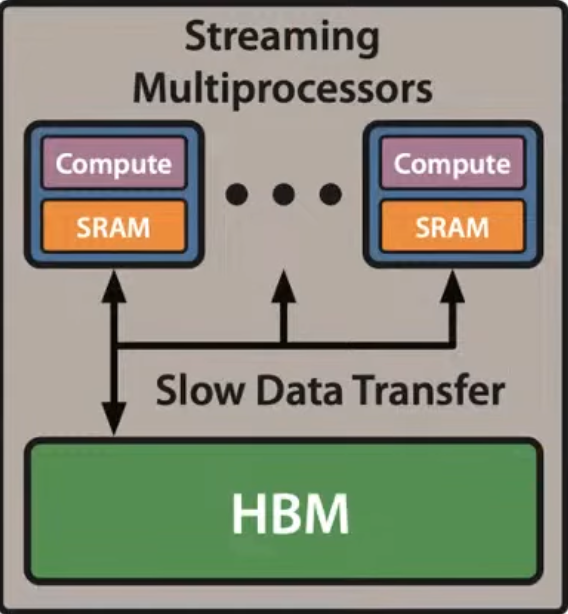 Streaming
Multiprocessors
Compute
SRAM
Compute
SRAM
Slow Data Transfer
HBM